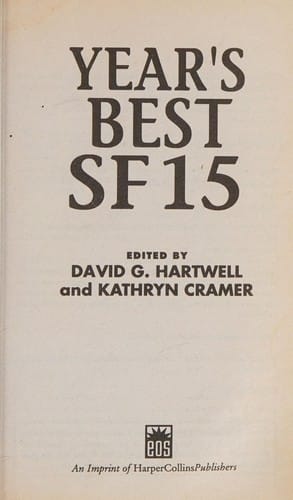 YEAR'S
BEST
SF 15
EDITED BY
DAVID G. HARTWELL
and KATHRYN CRAMER
eos
An Imprint of HarperCollinsPublishers